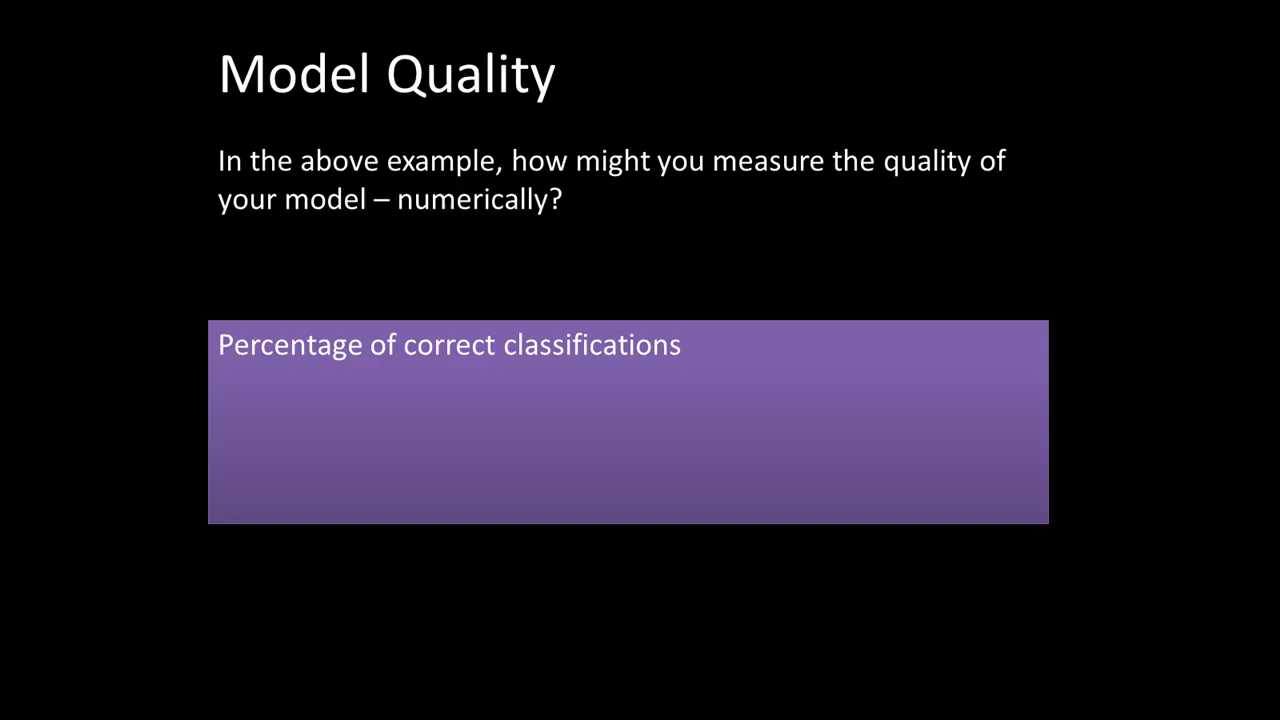 Model Quality
In the above example, how might you measure the quality of
your model – numerically?
Percentage of correct classifications